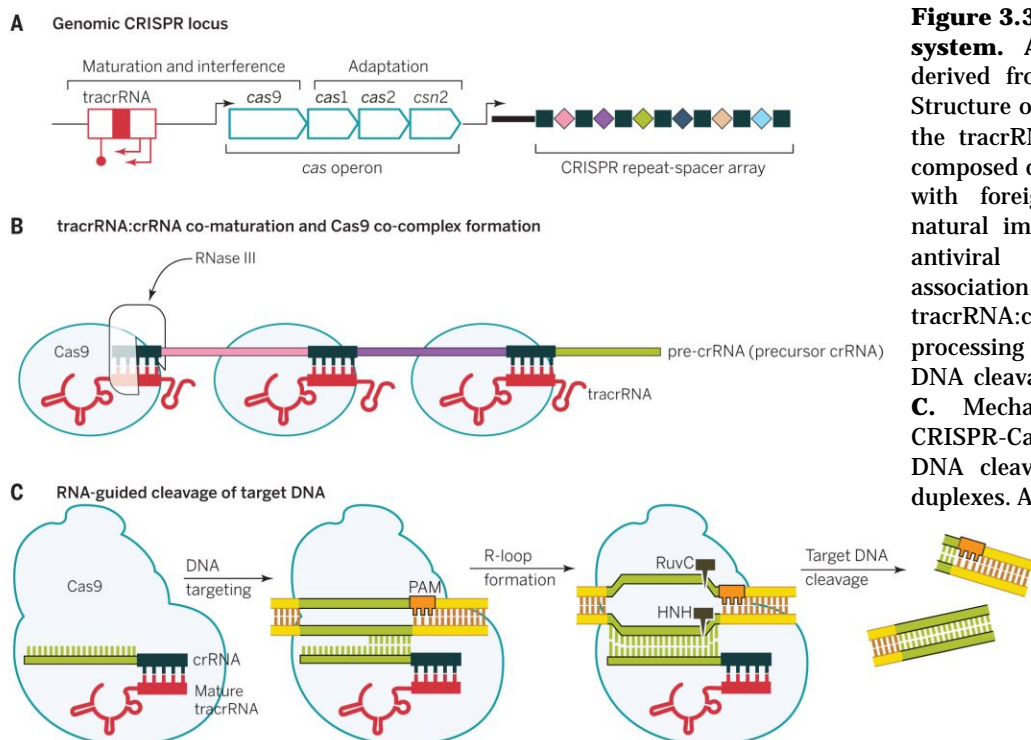 A Genomic CRISPR locus
Maturation and interference
Adaptation
tracrRNA
cas9
cas1
cas2
csn2
cas operon
CRISPR repeat-spacer array
B tracrRNA:crRNA co-maturation and Cas9 co-complex formation
RNase III
Cas9
pre-crRNA (precursor crRNA)
tracrRNA
C RNA-guided cleavage of target DNA
Cas9
DNA
targeting
PAM
R-loop
formation
RuvC
HNH
Target DNA
cleavage
crRNA
Mature
tracrRNA
Figure 3.3
system. A
derived fro
Structure o
the tracrRN
composed o
with foreig
natural im
antiviral
association
tracrRNA:c
processing
DNA cleava
C. Mecha
CRISPR-Ca
DNA cleav
duplexes. A